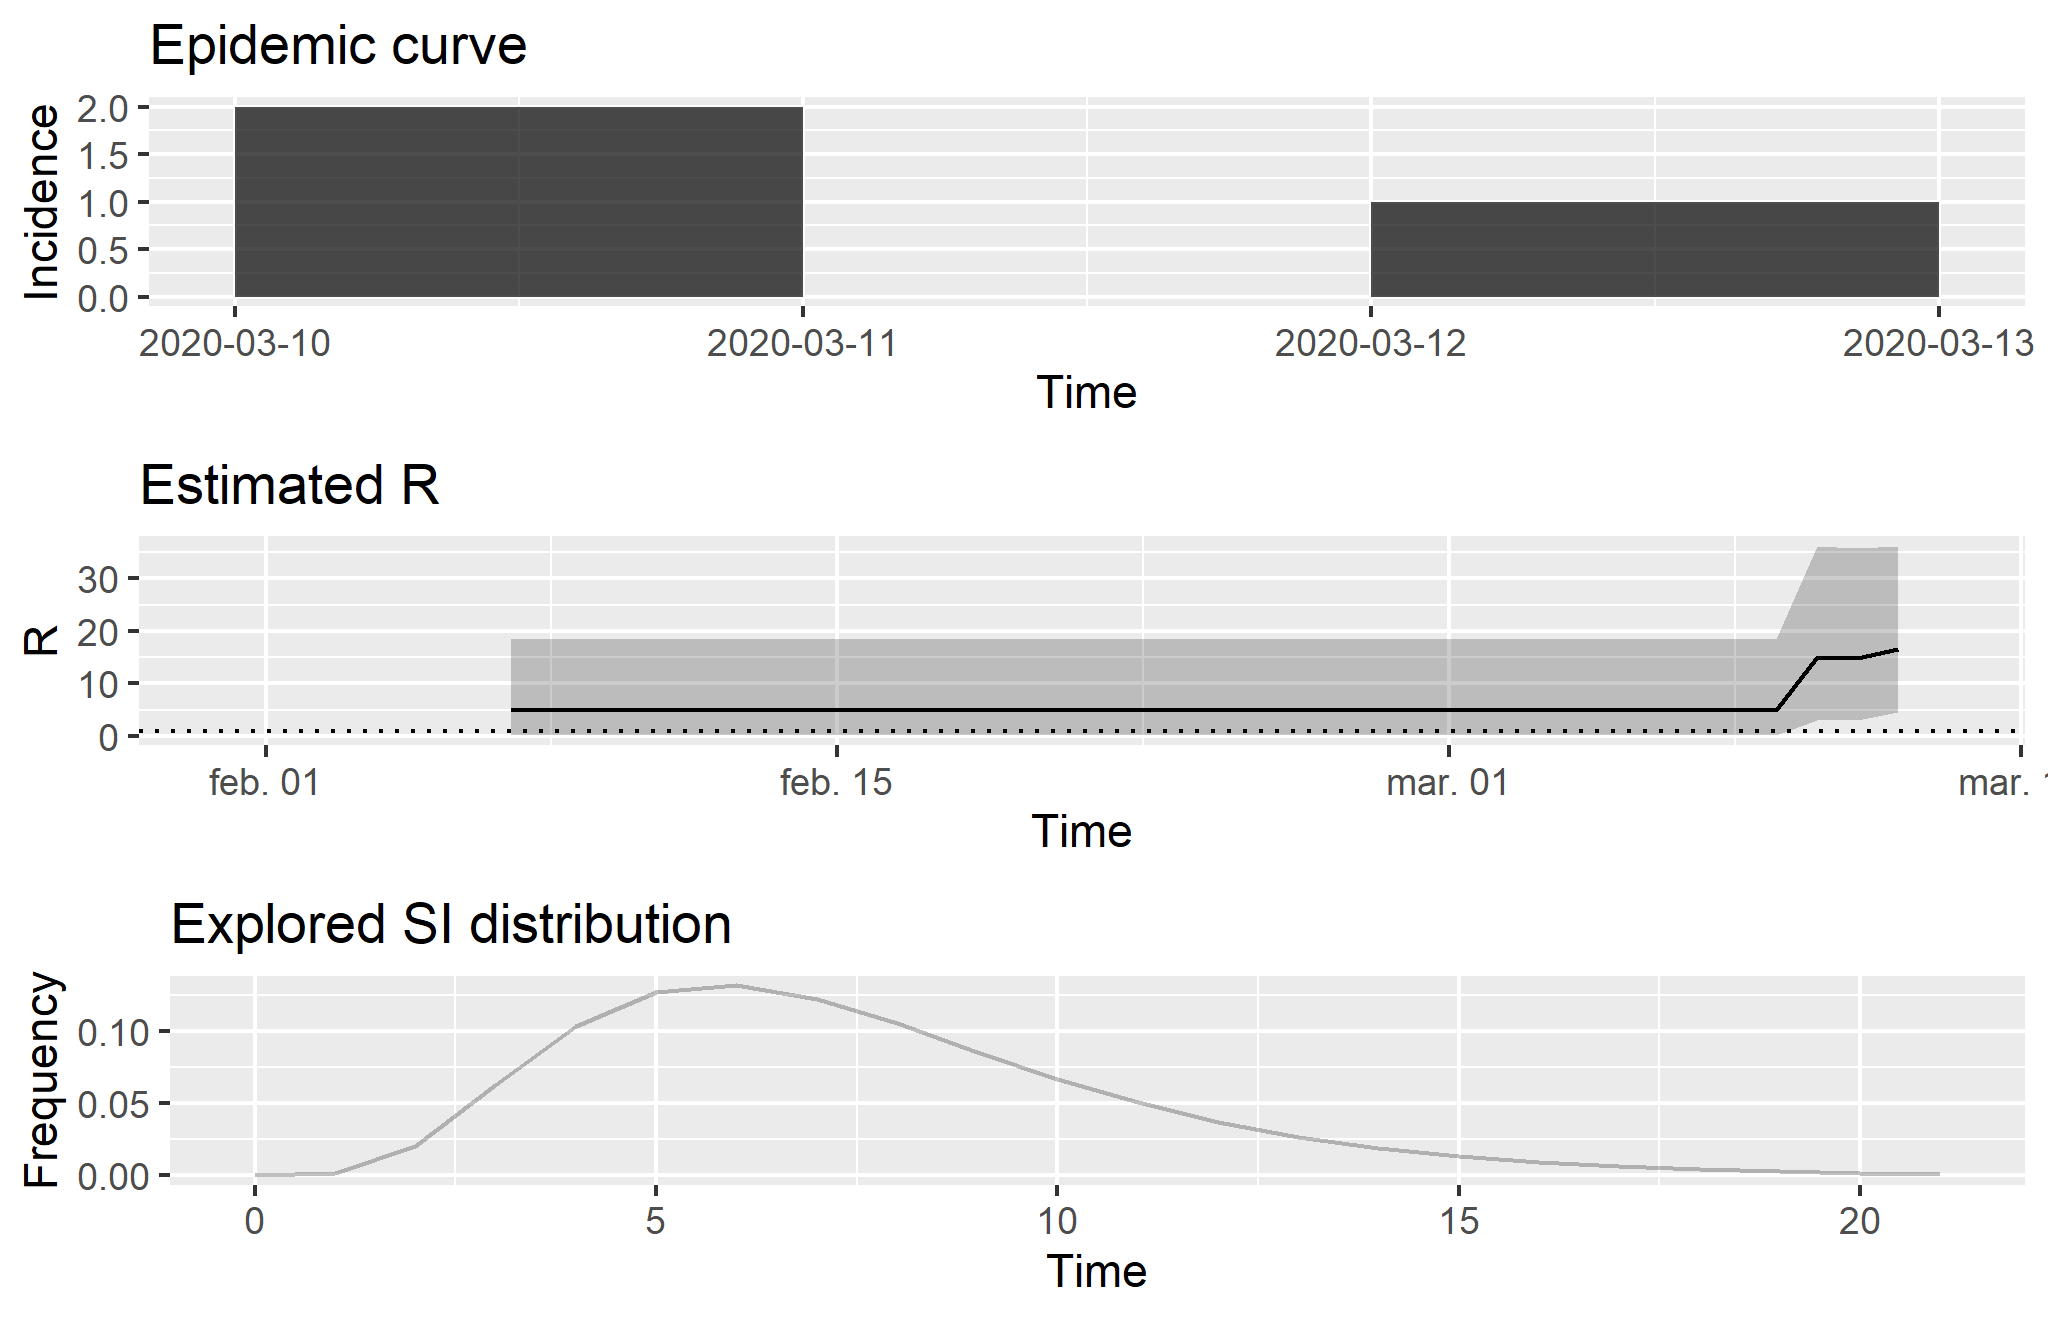 Epidemic curve
Incidence
2.0
1.5
1.0
0.5
0.0
2020-03-10 2020-03-11 2020-03-12 2020-03-13
Time
Estimated R
R
30
20
10
0
feb. 01 feb. 15 mar. 01 mar.
Time
Explored SI distribution
Frequency
0.10
0.05
0.00
0 5 10 15 20
Time